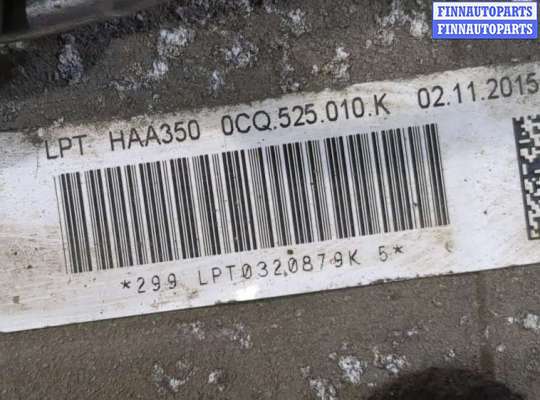 FINNAUTOPARTS
FINNAUTOPARTS
LPT HAA350 0CQ.525.010.K 02.11.2015
*299 LPT0320879K 5*